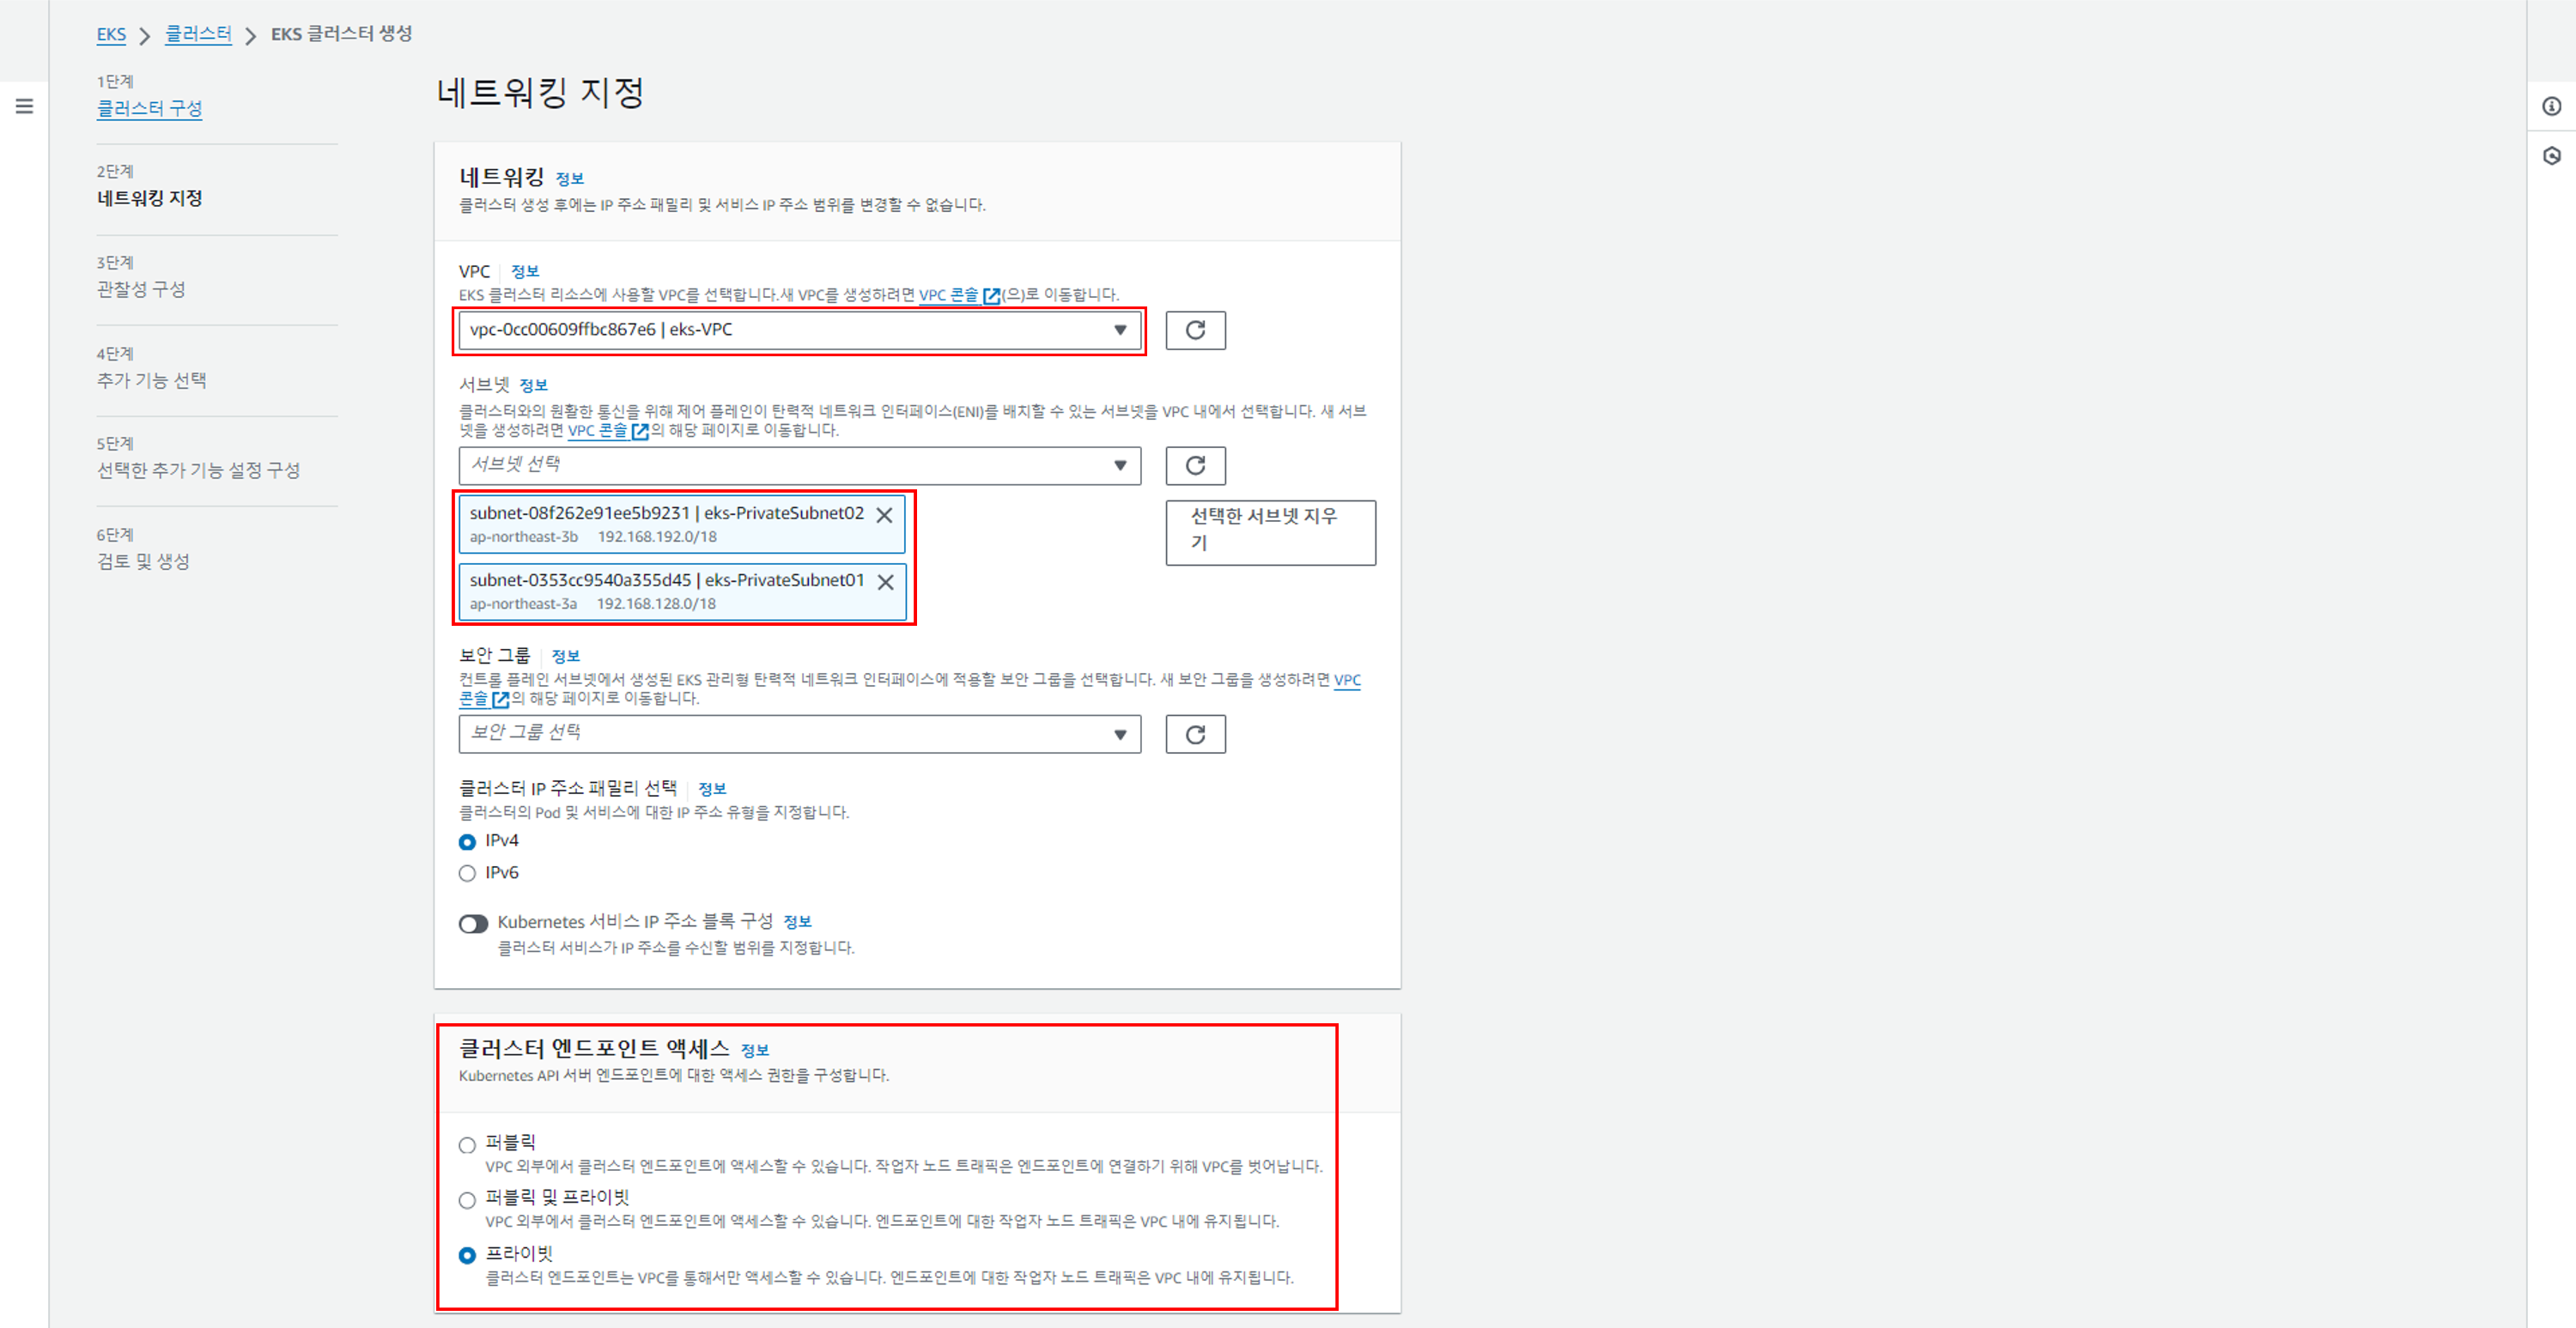 EKS > 클러스터 > EKS 클러스터 생성
1단계
클러스터 구성
2단계
네트워킹 지정
3단계
관찰성 구성
4단계
추가 기능 선택
5단계
선택한 추가 기능 설정 구성
6단계
검토 및 생성
네트워킹 지정
네트워킹 정보
클러스터 생성 후에는 IP 주소 패밀리 및 서비스 IP 주소 범위를 변경할 수 없습니다.
VPC 정보
EKS 클러스터 리소스에 사용할 VPC를 선택합니다.새 VPC를 생성하려면 VPC 콘솔 (으)로 이동합니다.
vpc-0cc00609ffbc867e6 | eks-VPC
서브넷 정보
클러스터와의 원활한 통신을 위해 제어 플레인이 탄력적 네트워크 인터페이스(ENI)를 배치할 수 있는 서브넷을 VPC 내에서 선택합니다. 새 서브
넷을 생성하려면 VPC 콘솔 의 해당 페이지로 이동합니다.
서브넷 선택
subnet-08f262e91ee5b9231 | eks-PrivateSubnet02
ap-northeast-3b 192.168.192.0/18
선택한 서브넷 지우
기
subnet-0353cc9540a355d45 | eks-PrivateSubnet01
ap-northeast-3a 192.168.128.0/18
보안 그룹 정보
컨트롤 플레인 서브넷에서 생성된 EKS 관리형 탄력적 네트워크 인터페이스에 적용할 보안 그룹을 선택합니다. 새 보안 그룹을 생성하려면 VPC
콘솔 의 해당 페이지로 이동합니다.
보안 그룹 선택
클러스터 IP 주소 패밀리 선택 정보
클러스터의 Pod 및 서비스에 대한 IP 주소 유형을 지정합니다.
IPv4
IPv6
Kubernetes 서비스 IP 주소 블록 구성 정보
클러스터 서비스가 IP 주소를 수신할 범위를 지정합니다.
클러스터 엔드포인트 액세스 정보
Kubernetes API 서버 엔드포인트에 대한 액세스 권한을 구성합니다.
퍼블릭
VPC 외부에서 클러스터 엔드포인트에 액세스할 수 있습니다. 작업자 노드 트래픽은 엔드포인트에 연결하기 위해 VPC를 벗어납니다.
퍼블릭 및 프라이빗
VPC 외부에서 클러스터 엔드포인트에 액세스할 수 있습니다. 엔드포인트에 대한 작업자 노드 트래픽은 VPC 내에 유지됩니다.
프라이빗
클러스터 엔드포인트는 VPC를 통해서만 액세스할 수 있습니다. 엔드포인트에 대한 작업자 노드 트래픽은 VPC 내에 유지됩니다.